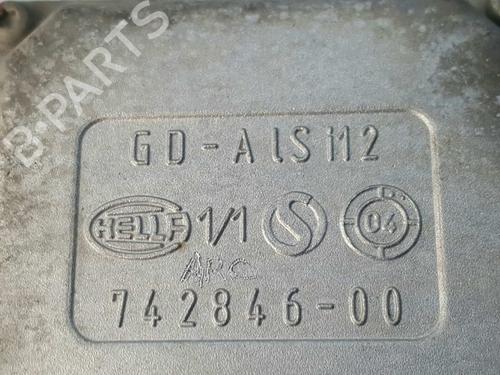 B-PARTS
GD-AlSi12
HELLA 1/1 S 04
APC
742846-00